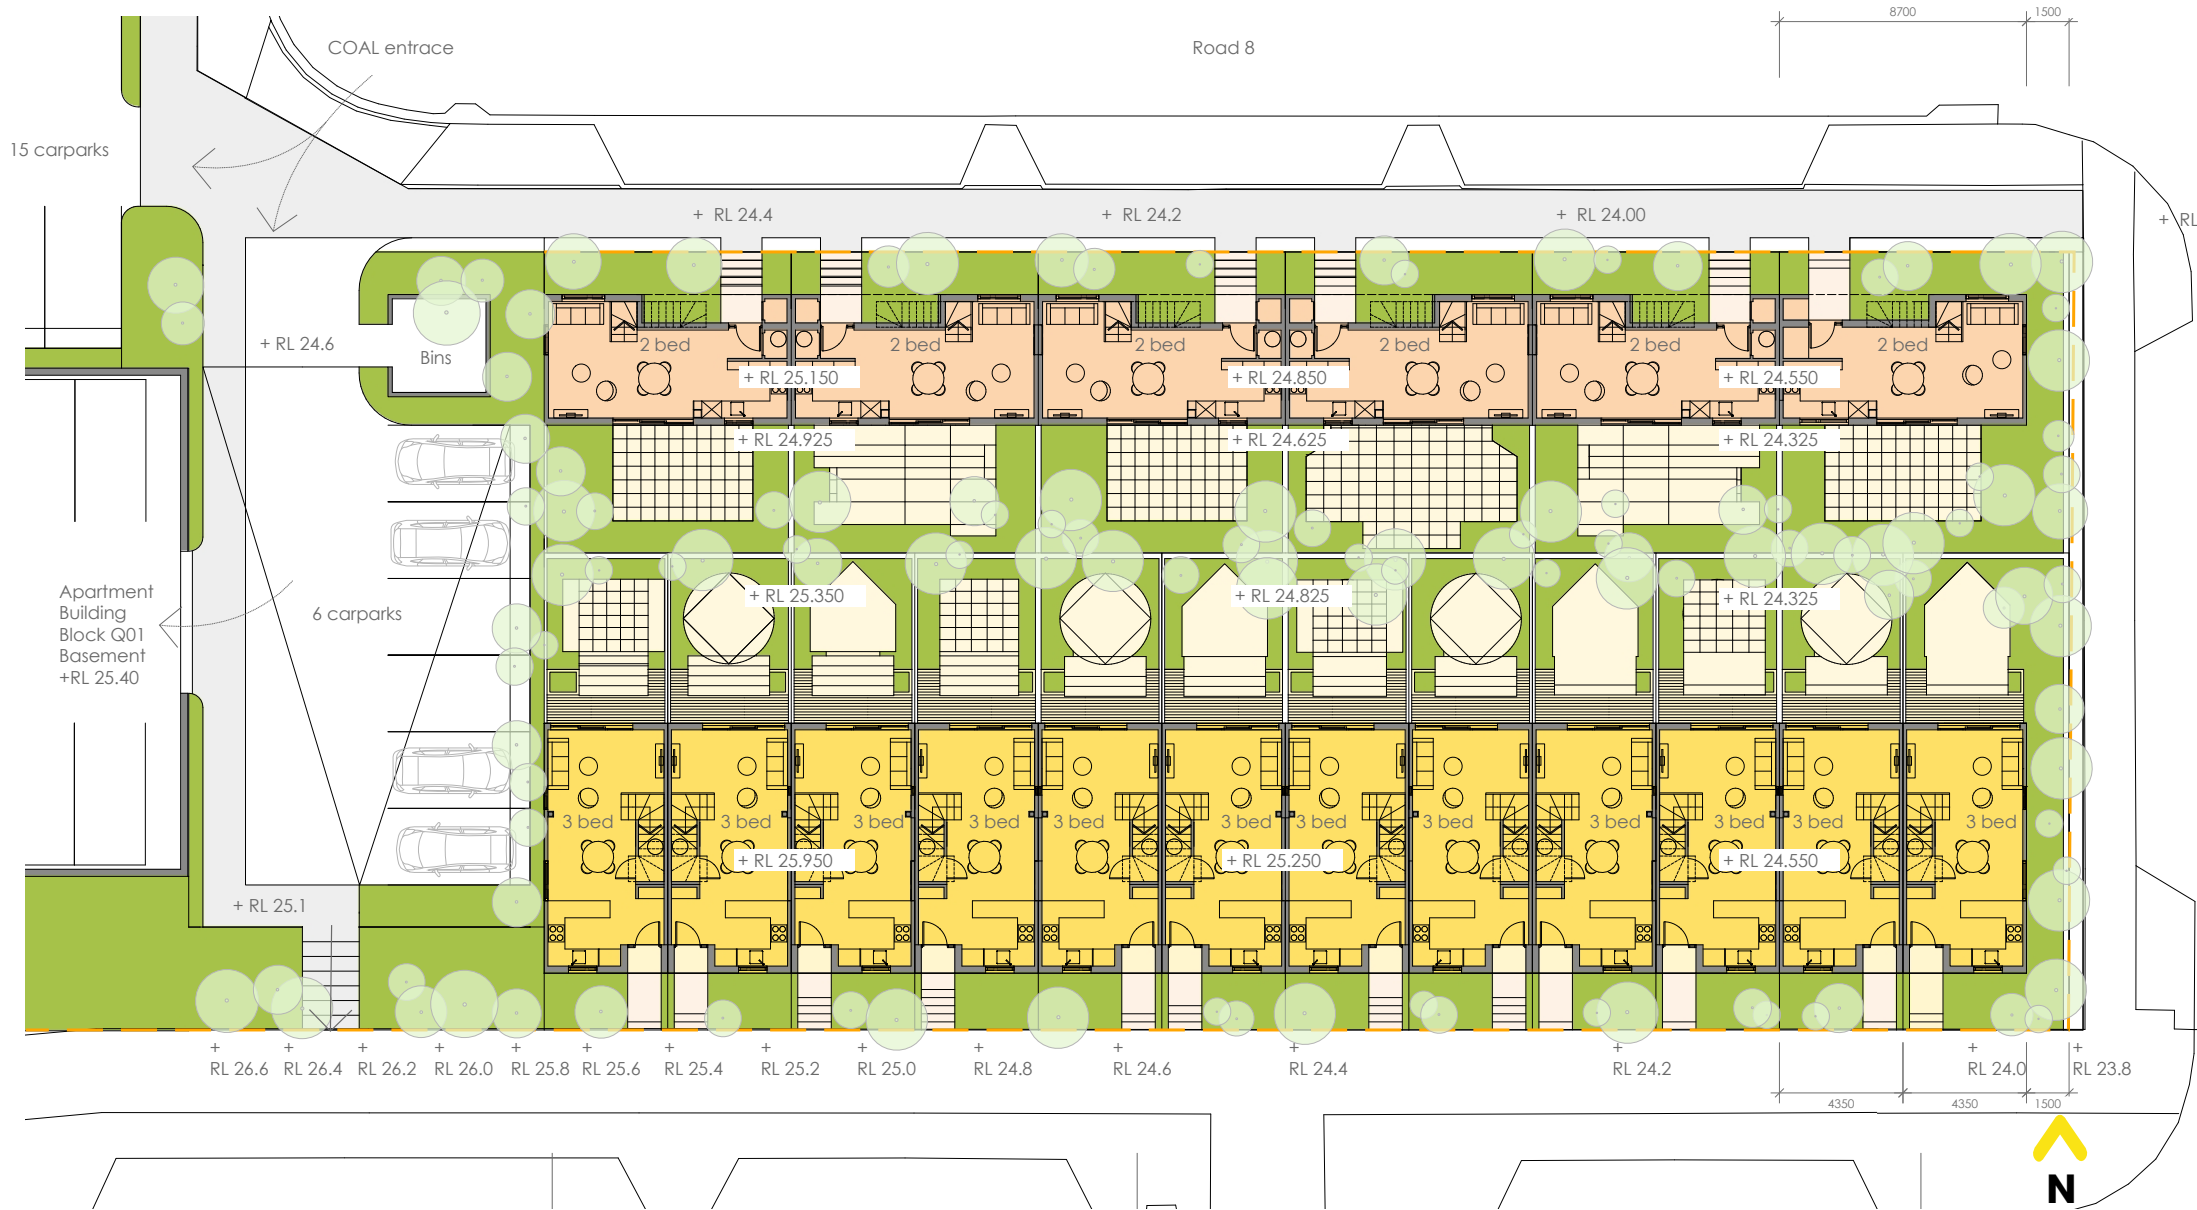 8700
1500
COAL entrace
Road 8
15 carparks
+ RL 24.4
+ RL 24.2
+ RL 24.00
+ RL
+ RL 24.6
Bins
2 bed
2 bed
2 bed
2 bed
2 bed
2 bed
+ RL 25.150
+ RL 24.850
+ RL 24.550
+ RL 24.925
+ RL 24.625
+ RL 24.325
Apartment
Building
Block Q01
Basement
+RL 25.40
6 carparks
+ RL 25.350
+ RL 24.825
+ RL 24.325
3 bed
3 bed
3 bed
3 bed
3 bed
3 bed
3 bed
3 bed
3 bed
3 bed
3 bed
3 bed
+ RL 25.950
+ RL 25.250
+ RL 24.550
+ RL 25.1
+ + + + + + + + + + + + + + +
RL 26.6 RL 26.4 RL 26.2 RL 26.0 RL 25.8 RL 25.6 RL 25.4 RL 25.2 RL 25.0 RL 24.8 RL 24.6 RL 24.4 RL 24.2 RL 24.0 RL 23.8
4350 4350 1500
N